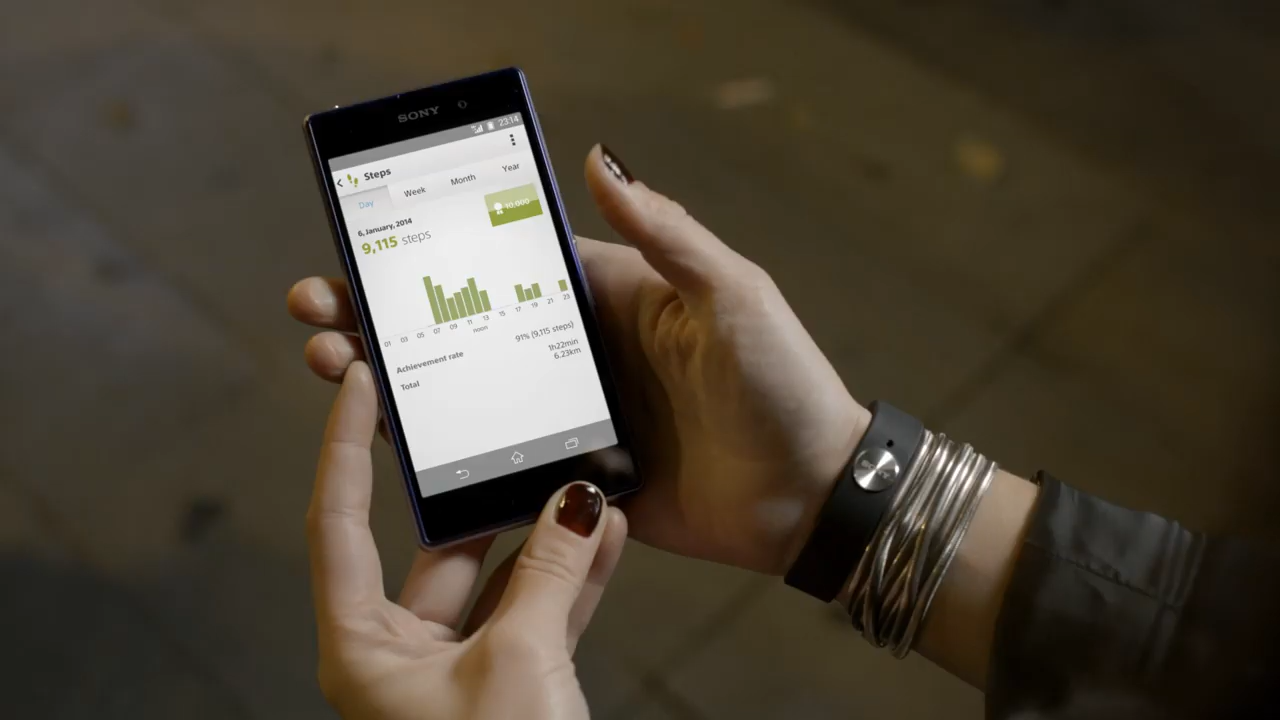 SONY
23:14
Steps
Day Week Month Year
6, January, 2014
10,000
9,115 steps
01 03 05 07 09 11 13 15 17 19 21 23
noon
Achievement rate 91% (9,115 steps)
Total 1h22min
6.23km